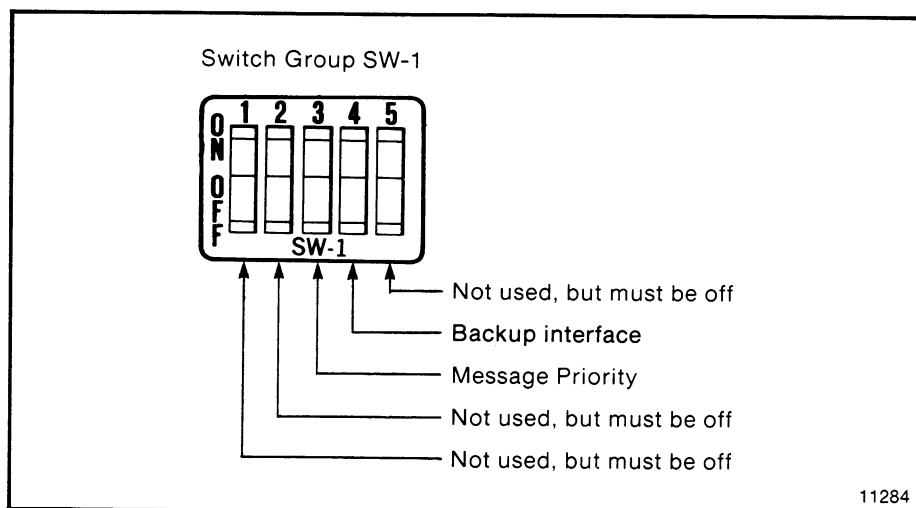 Switch Group SW-1
1 2 3 4 5
ON OFF
SW-1
Not used, but must be off
Backup interface
Message Priority
Not used, but must be off
Not used, but must be off
11284